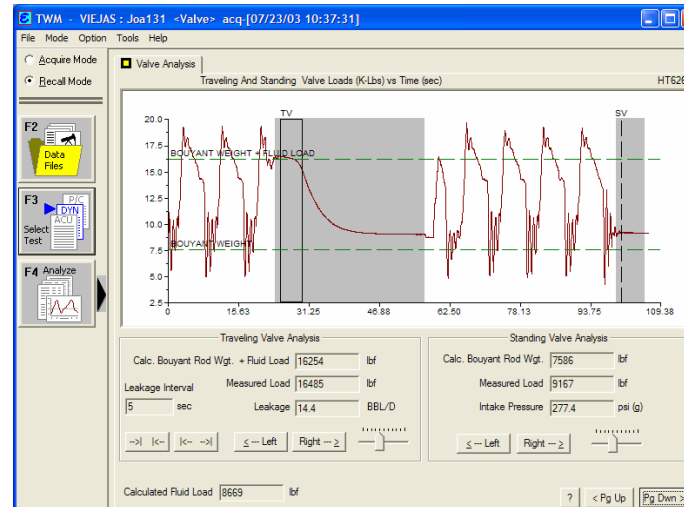 TWM - VIEJAS : Joa131 <Valve> acq-[07/23/03 10:37:31]
File Mode Option Tools Help
Acquire Mode
Recall Mode
F2
Data
Files
F3
P/C
DYN
ACU
Select
Test
F4 Analyze
Valve Analysis
Traveling And Standing Valve Loads (K-Lbs) vs Time (sec)
HT626
TV
SV
20.0
17.5
BOUYANT WEIGHT + FLUID LOAD
15.0
12.5
10.0
BOUYANT WEIGHT
7.5
5.0
2.5
0 15.63 31.25 46.88 62.50 78.13 93.75 109.38
Traveling Valve Analysis
Calc. Bouyant Rod Wgt. + Fluid Load 16254 lbf
Leakage Interval
Measured Load 16485 lbf
5 sec
Leakage 14.4 BBL/D
-->| |<-- |<-- -->| < --- Left Right --- >
Standing Valve Analysis
Calc. Bouyant Rod Wgt. 7586 lbf
Measured Load 9167 lbf
Intake Pressure 277.4 psi (g)
< --- Left Right --- >
Calculated Fluid Load 8669 lbf
? < Pg Up Pg Dwn >